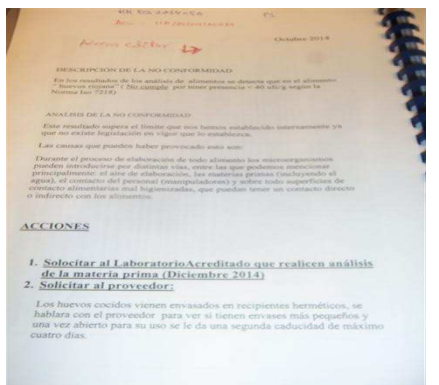 Octubre 2014
DESCRIPCIÓN DE LA NO CONFORMIDAD
En los resultados de los análisis de alimentos se detecta que en el alimento
" huevos (tojana" ( No cumple por tener presencia < 40 ufc/g según la
Norma Iso 7218)
ANALISIS DE LA NO CONFORMIDAD
Este resultado supera el límite que nos hemos establecido internamente ya
que no existe legislación en vigor que lo establezca.
Las causas que pueden haber provocado esto son:
Durante el proceso de elaboración de todo alimento los microorganismos
pueden introducirse por distintas vías, entre las que podemos mencionar
principalmente: el aire de elaboración, las materias primas (incluyendo el
agua), el contacto del personal (manipuladores) y sobre todo superficies de
contacto alimentarias mal higienizadas, que puedan tener un contacto directo
o indirecto con los alimentos.
ACCIONES
1. Solocitar al LaboratorioAcreditado que realicen análisis
de la materia prima (Diciembre 2014)
2. Solicitar al proveedor:
Los huevos cocidos vienen envasados en recipientes herméticos, se
hablara con el proveedor para ver si tienen envases más pequeños y
una vez abierto para su uso se le da una segunda caducidad de máximo
cuatro días.